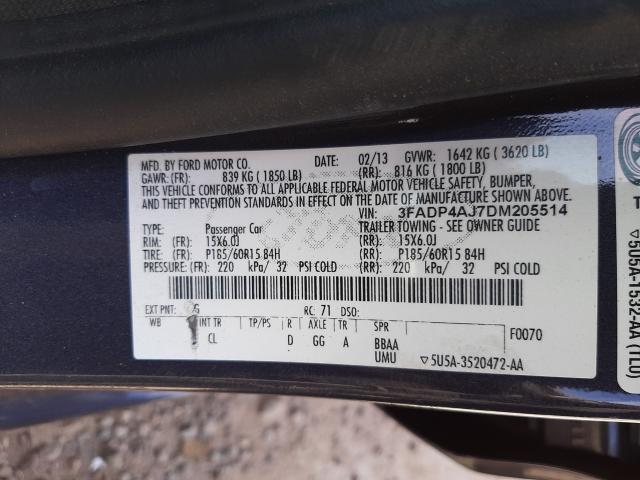 MFD. BY FORD MOTOR CO. DATE: 02/13 GVWR: 1642 KG ( 3620 LB)
GAWR: (FR) 839 KG ( 1850 LB) (RR): 816 KG ( 1800 LB)
THIS VEHICLE CONFORMS TO ALL APPLICABLE FEDERAL MOTOR VEHICLE SAFETY, BUMPER,
AND THEFT PREVENTION STANDARDS IN EFFECT ON THE DATE OF MANUFACTURE SHOWN ABOVE.
VIN: 3FADP4AJ7DM205514
TYPE: Passenger Car TRAILER TOWING - SEE OWNER GUIDE
RIM: (FR) 15X6.0J (RR): 15X6.0J
TIRE: (FR) P185/60R15 84H (RR): P185/60R15 84H
PRESSURE: (FR) 220 kPa/ 32 PSI COLD (RR): 220 kPa/ 32 PSI COLD
EXT PNT: RC: 71 DSO:
WB INT TR TP/PS R AXLE TR SPR F0070
CL D GG A BBAA
UMU ▽5U5A-3520472-AA
5U5A-1532-AA (TLU)